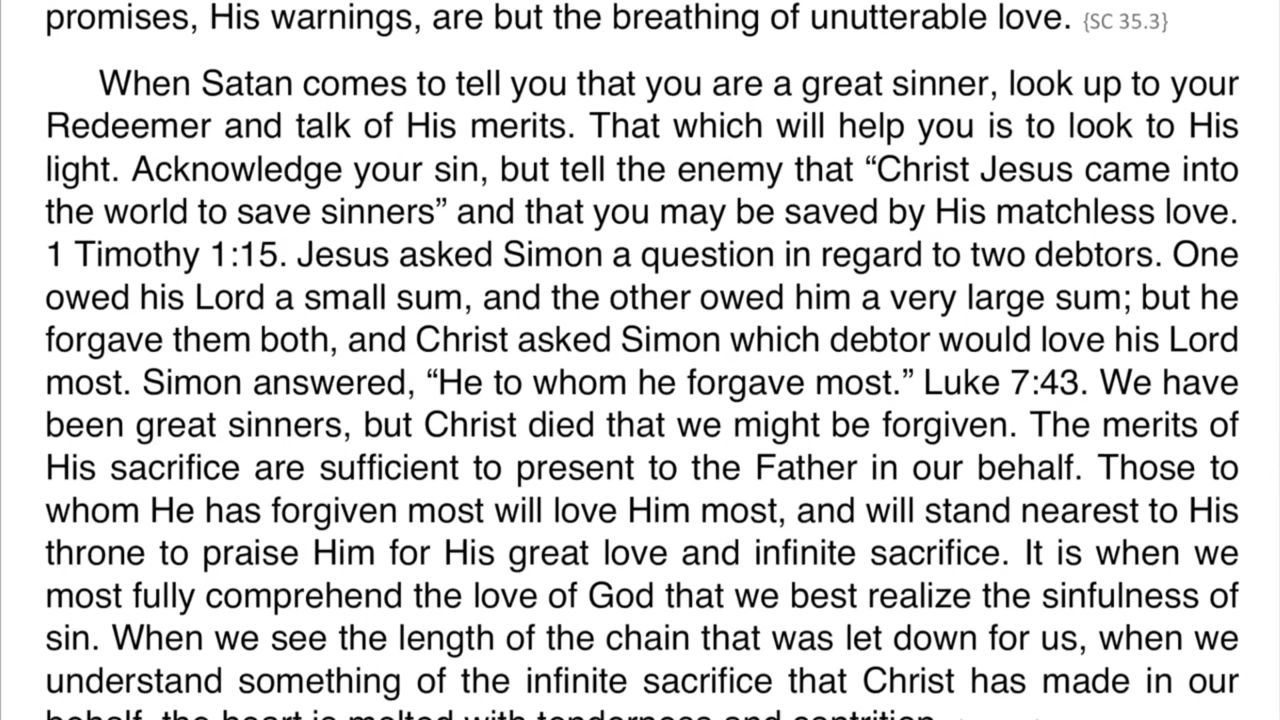 promises, His warnings, are but the breathing of unutterable love. {SC 35.3}
When Satan comes to tell you that you are a great sinner, look up to your
Redeemer and talk of His merits. That which will help you is to look to His
light. Acknowledge your sin, but tell the enemy that “Christ Jesus came into
the world to save sinners” and that you may be saved by His matchless love.
1 Timothy 1:15. Jesus asked Simon a question in regard to two debtors. One
owed his Lord a small sum, and the other owed him a very large sum; but he
forgave them both, and Christ asked Simon which debtor would love his Lord
most. Simon answered, “He to whom he forgave most.” Luke 7:43. We have
been great sinners, but Christ died that we might be forgiven. The merits of
His sacrifice are sufficient to present to the Father in our behalf. Those to
whom He has forgiven most will love Him most, and will stand nearest to His
throne to praise Him for His great love and infinite sacrifice. It is when we
most fully comprehend the love of God that we best realize the sinfulness of
sin. When we see the length of the chain that was let down for us, when we
understand something of the infinite sacrifice that Christ has made in our
behalf, the heart is melted with tenderness and contrition.